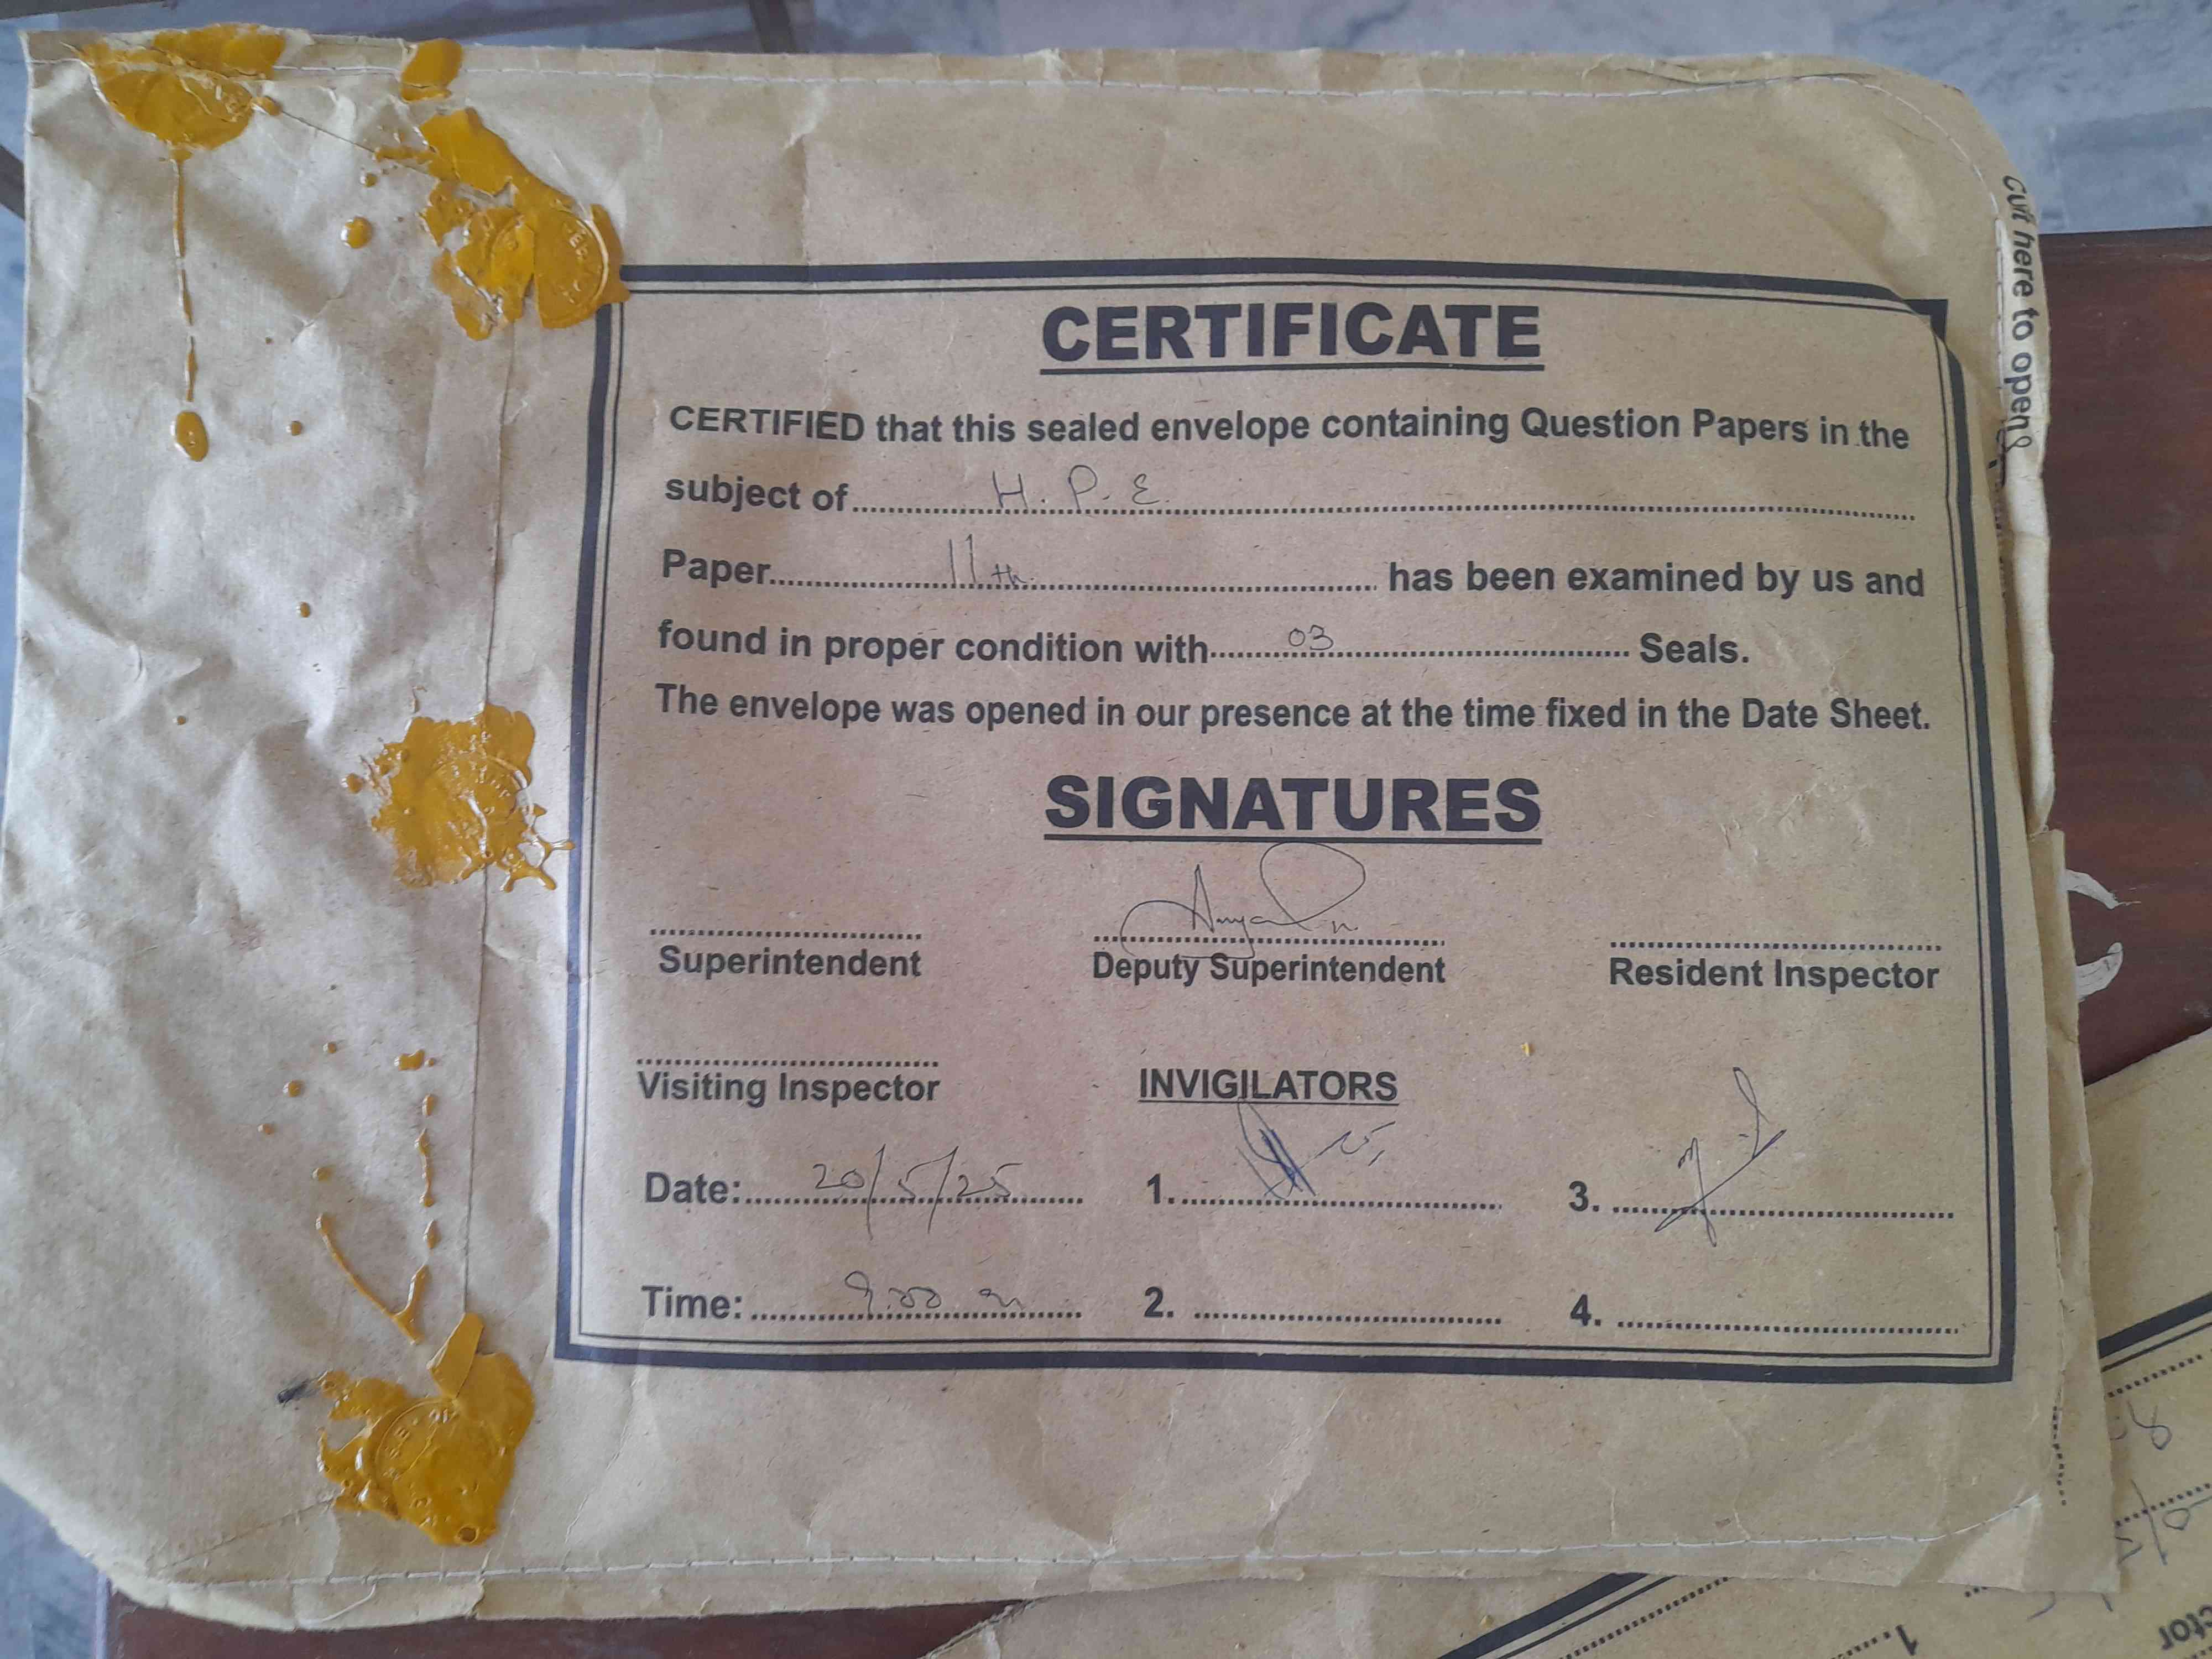 CERTIFICATE
CERTIFIED that this sealed envelope containing Question Papers in the
subject of H. P. E.
Paper 11th has been examined by us and
found in proper condition with 03 Seals.
The envelope was opened in our presence at the time fixed in the Date Sheet.
SIGNATURES
Superintendent Deputy Superintendent Resident Inspector
Visiting Inspector INVIGILATORS
Date: 20/5/25 1. 3.
Time: 9:00 2. 4.
Cut here to open
1.